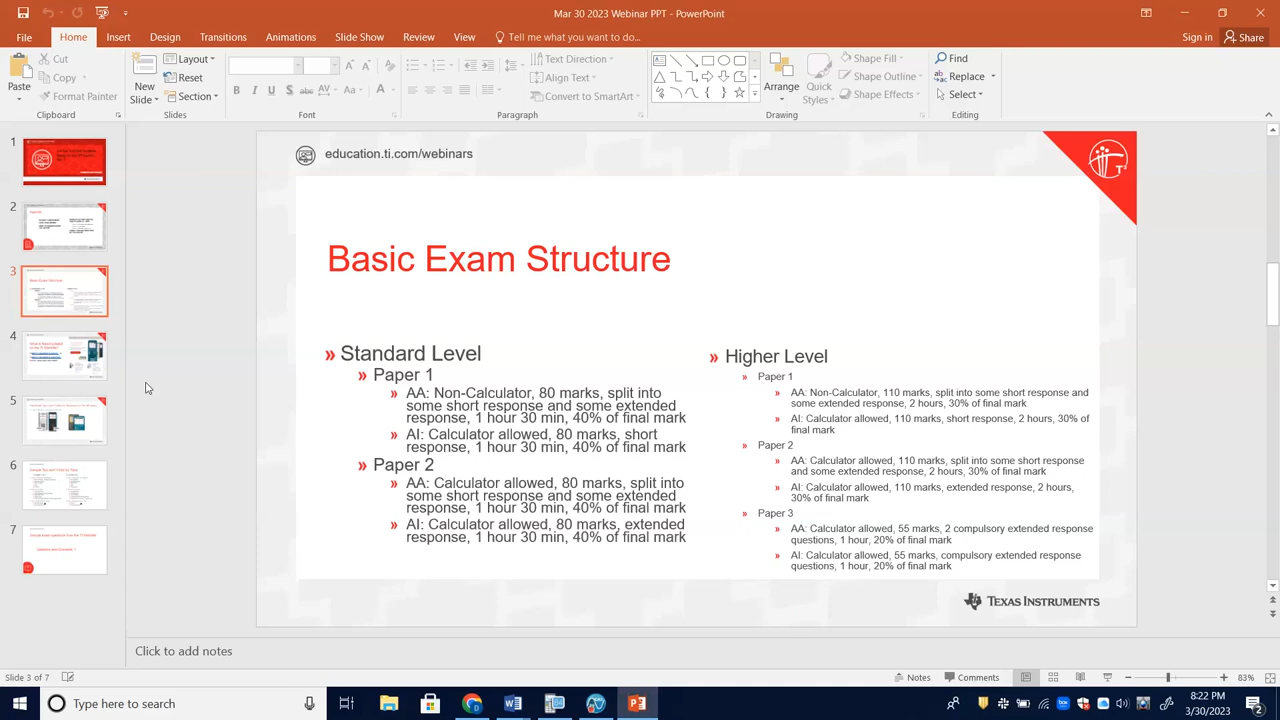 PPT - PowerPoint
File
Home
Insert
Design
Transitions
Animations
Slide Show
Review
View
Tell me what you want to do...
Sign in
Share
Paste
Cut
Copy
Format Painter
Clipboard
New
Slide
Layout
Reset
Section
Slides
B I U S abc AV Aa A
Font
Text Direction
Align Text
Convert to SmartArt
Paragraph
Arrange
Quick
Styles
Shape Fill
Shape Outline
Shape Effects
Drawing
Find
Replace
Select
Editing
1
2
3
4
5
6
7
education.ti.com/webinars
Basic Exam Structure
» Standard Level
» Paper 1
» AA: Non-Calculator, 80 marks, split into
some short response and some extended
response, 1 hour 30 min, 40% of final mark
» AI: Calculator allowed, 80 marks, short
response, 1 hour 30 min, 40% of final mark
» Paper 2
» AA: Calculator allowed, 80 marks, split into
some short response and some extended
response, 1 hour 30 min, 40% of final mark
» AI: Calculator allowed, 80 marks, extended
response, 1 hour 30 min, 40% of final mark
» Higher Level
» Paper 1
» AA: Non-Calculator, 110 marks, split into some short response and
some extended response, 2 hours, 30% of final mark
» AI: Calculator allowed, 110 marks, short response, 2 hours, 30% of
final mark
» Paper 2
» AA: Calculator allowed, 110 marks, split into some short response
and some extended response, 2 hours, 30% of final mark
» AI: Calculator allowed, 110 marks, extended response, 2 hours,
30% of final mark
» Paper 3
» AA: Calculator allowed, 55 marks, 2 compulsory extended response
questions, 1 hour, 20% of final mark
» AI: Calculator allowed, 55 marks, compulsory extended response
questions, 1 hour, 20% of final mark
TEXAS INSTRUMENTS
Click to add notes
Slide 3 of 7
Notes
Comments
83%
Type here to search
8:22 PM
3/30/2023